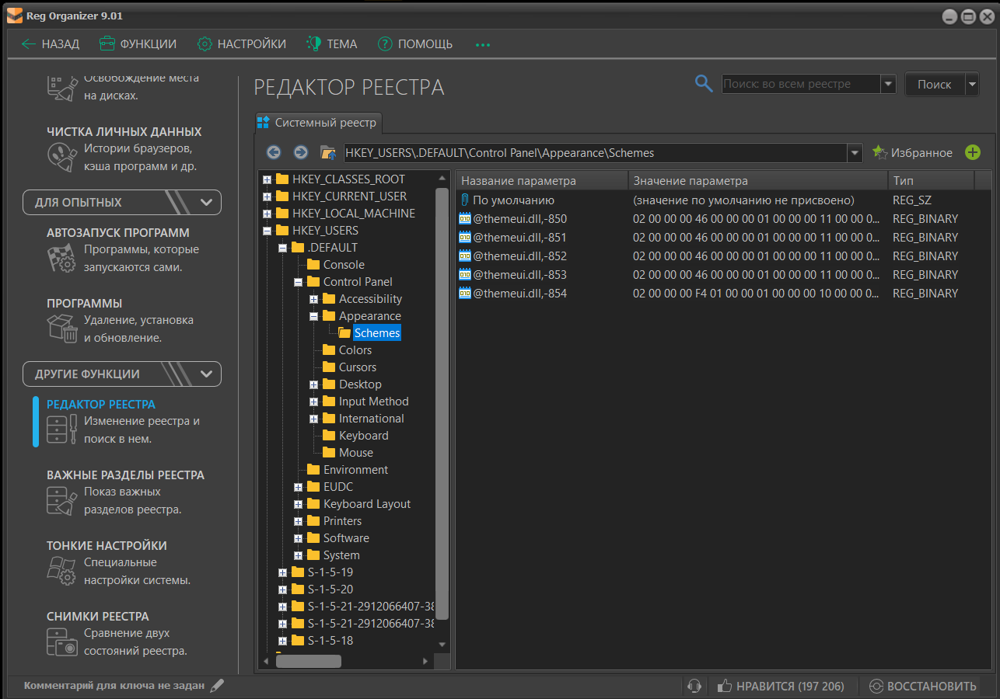 Reg Organizer 9.01
НАЗАД
ФУНКЦИИ
НАСТРОЙКИ
ТЕМА
ПОМОЩЬ
Освобождение места
на дисках.
ЧИСТКА ЛИЧНЫХ ДАННЫХ
Истории браузеров,
кэша программ и др.
ДЛЯ ОПЫТНЫХ
АВТОЗАПУСК ПРОГРАММ
Программы, которые
запускаются сами.
ПРОГРАММЫ
Удаление, установка
и обновление.
ДРУГИЕ ФУНКЦИИ
РЕДАКТОР РЕЕСТРА
Изменение реестра и
поиск в нем.
ВАЖНЫЕ РАЗДЕЛЫ РЕЕСТРА
Показ важных
разделов реестра.
ТОНКИЕ НАСТРОЙКИ
Специальные
настройки системы.
СНИМКИ РЕЕСТРА
Сравнение двух
состояний реестра.
РЕДАКТОР РЕЕСТРА
Поиск: во всем реестре
Поиск
Системный реестр
HKEY_USERS\.DEFAULT\Control Panel\Appearance\Schemes
Избранное
HKEY_CLASSES_ROOT
HKEY_CURRENT_USER
HKEY_LOCAL_MACHINE
HKEY_USERS
.DEFAULT
Console
Control Panel
Accessibility
Appearance
Schemes
Colors
Cursors
Desktop
Input Method
International
Keyboard
Mouse
Environment
EUDC
Keyboard Layout
Printers
Software
System
S-1-5-19
S-1-5-20
S-1-5-21-2912066407-38
S-1-5-21-2912066407-38
S-1-5-18
Название параметра Значение параметра Тип
По умолчанию (значение по умолчанию не присвоено) REG_SZ
@themeui.dll,-850 02 00 00 00 46 00 00 00 01 00 00 00 11 00 00 0... REG_BINARY
@themeui.dll,-851 02 00 00 00 46 00 00 00 01 00 00 00 11 00 00 0... REG_BINARY
@themeui.dll,-852 02 00 00 00 46 00 00 00 01 00 00 00 11 00 00 0... REG_BINARY
@themeui.dll,-853 02 00 00 00 46 00 00 00 01 00 00 00 11 00 00 0... REG_BINARY
@themeui.dll,-854 02 00 00 00 F4 01 00 00 01 00 00 00 10 00 00 0... REG_BINARY
Комментарий для ключа не задан
НРАВИТСЯ (197 206)
ВОССТАНОВИТЬ